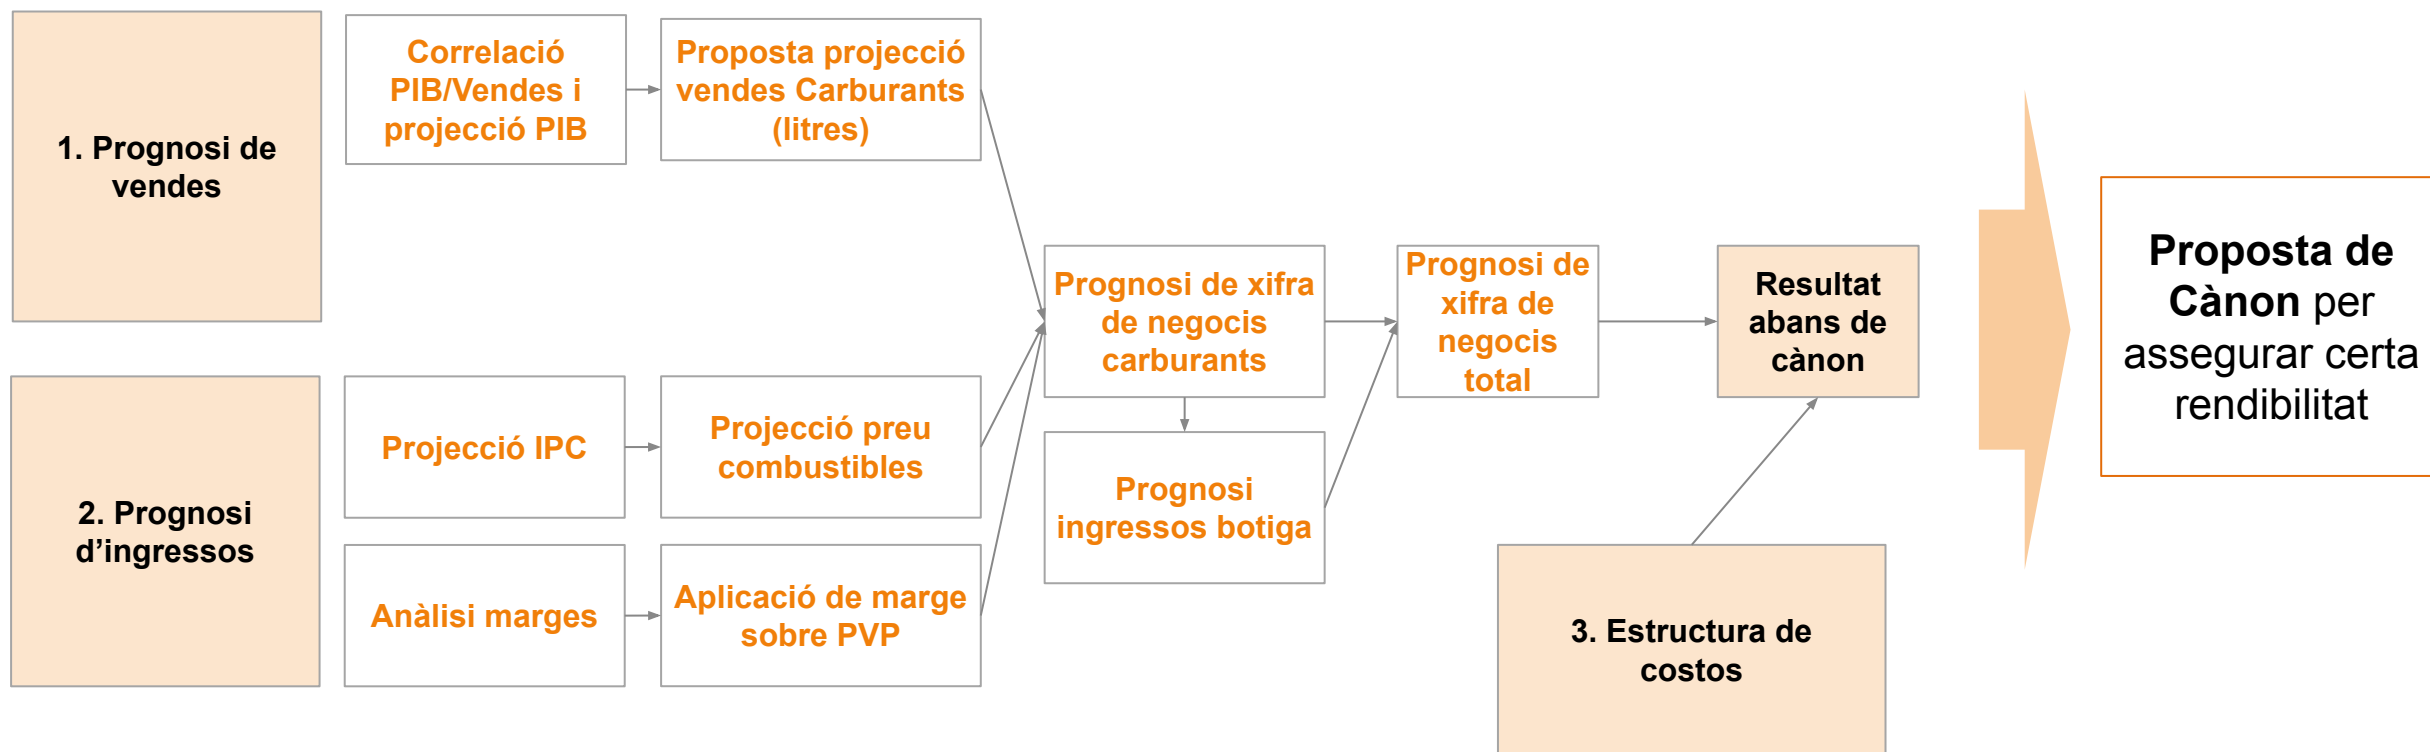 1. Prognosi de
vendes
Correlació
PIB/Vendes i
projecció PIB
Proposta projecció
vendes Carburants
(litres)
2. Prognosi
d’ingressos
Projecció IPC
Projecció preu
combustibles
Anàlisi marges
Aplicació de marge
sobre PVP
Prognosi de xifra
de negocis
carburants
Prognosi
ingressos botiga
Prognosi de
xifra de
negocis
total
Resultat
abans de
cànon
3. Estructura de
costos
Proposta de
Cànon per
assegurar certa
rendibilitat